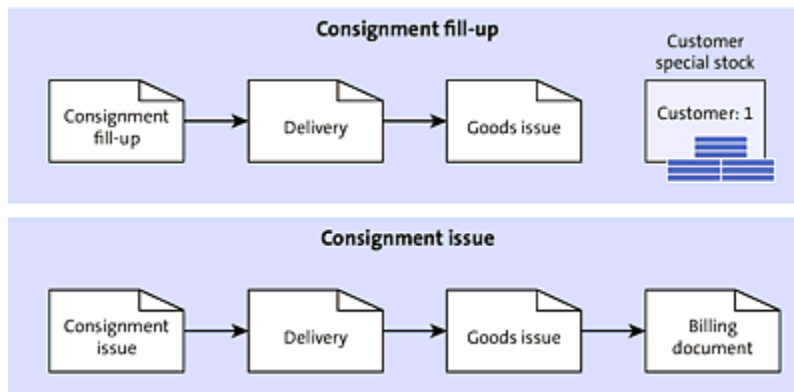 Consignment fill-up
Customer
special stock
Consignment
fill-up
Delivery
Goods issue
Customer: 1
Consignment issue
Consignment
issue
Delivery
Goods issue
Billing
document